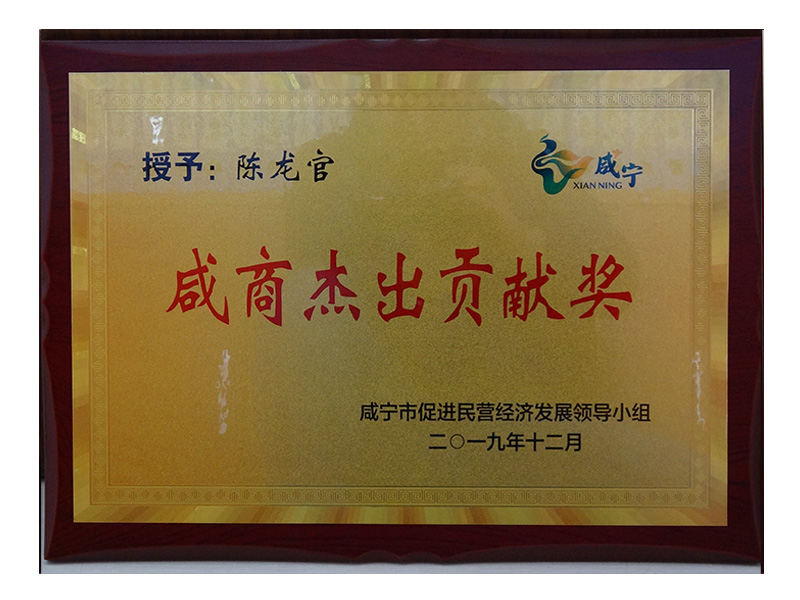 授予：陈龙官
咸宁
XIAN NING
咸商杰出贡献奖
咸宁市促进民营经济发展领导小组
二〇一九年十二月